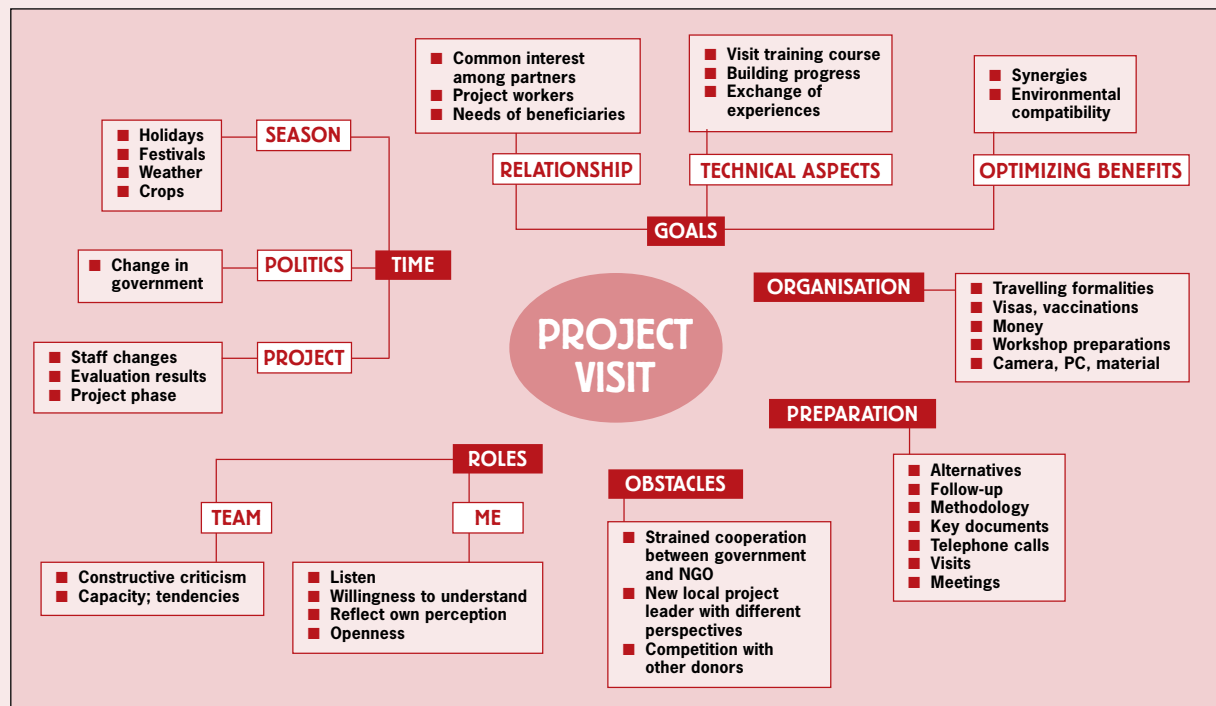 PROJECT
VISIT
GOALS
RELATIONSHIP
■ Common interest
among partners
■ Project workers
■ Needs of beneficiaries
TECHNICAL ASPECTS
■ Visit training course
■ Building progress
■ Exchange of
experiences
OPTIMIZING BENEFITS
■ Synergies
■ Environmental
compatibility
TIME
SEASON
■ Holidays
■ Festivals
■ Weather
■ Crops
POLITICS
■ Change in
government
PROJECT
■ Staff changes
■ Evaluation results
■ Project phase
ORGANISATION
■ Travelling formalities
■ Visas, vaccinations
■ Money
■ Workshop preparations
■ Camera, PC, material
PREPARATION
■ Alternatives
■ Follow-up
■ Methodology
■ Key documents
■ Telephone calls
■ Visits
■ Meetings
ROLES
TEAM
■ Constructive criticism
■ Capacity; tendencies
ME
■ Listen
■ Willingness to understand
■ Reflect own perception
■ Openness
OBSTACLES
■ Strained cooperation
between government
and NGO
■ New local project
leader with different
perspectives
■ Competition with
other donors